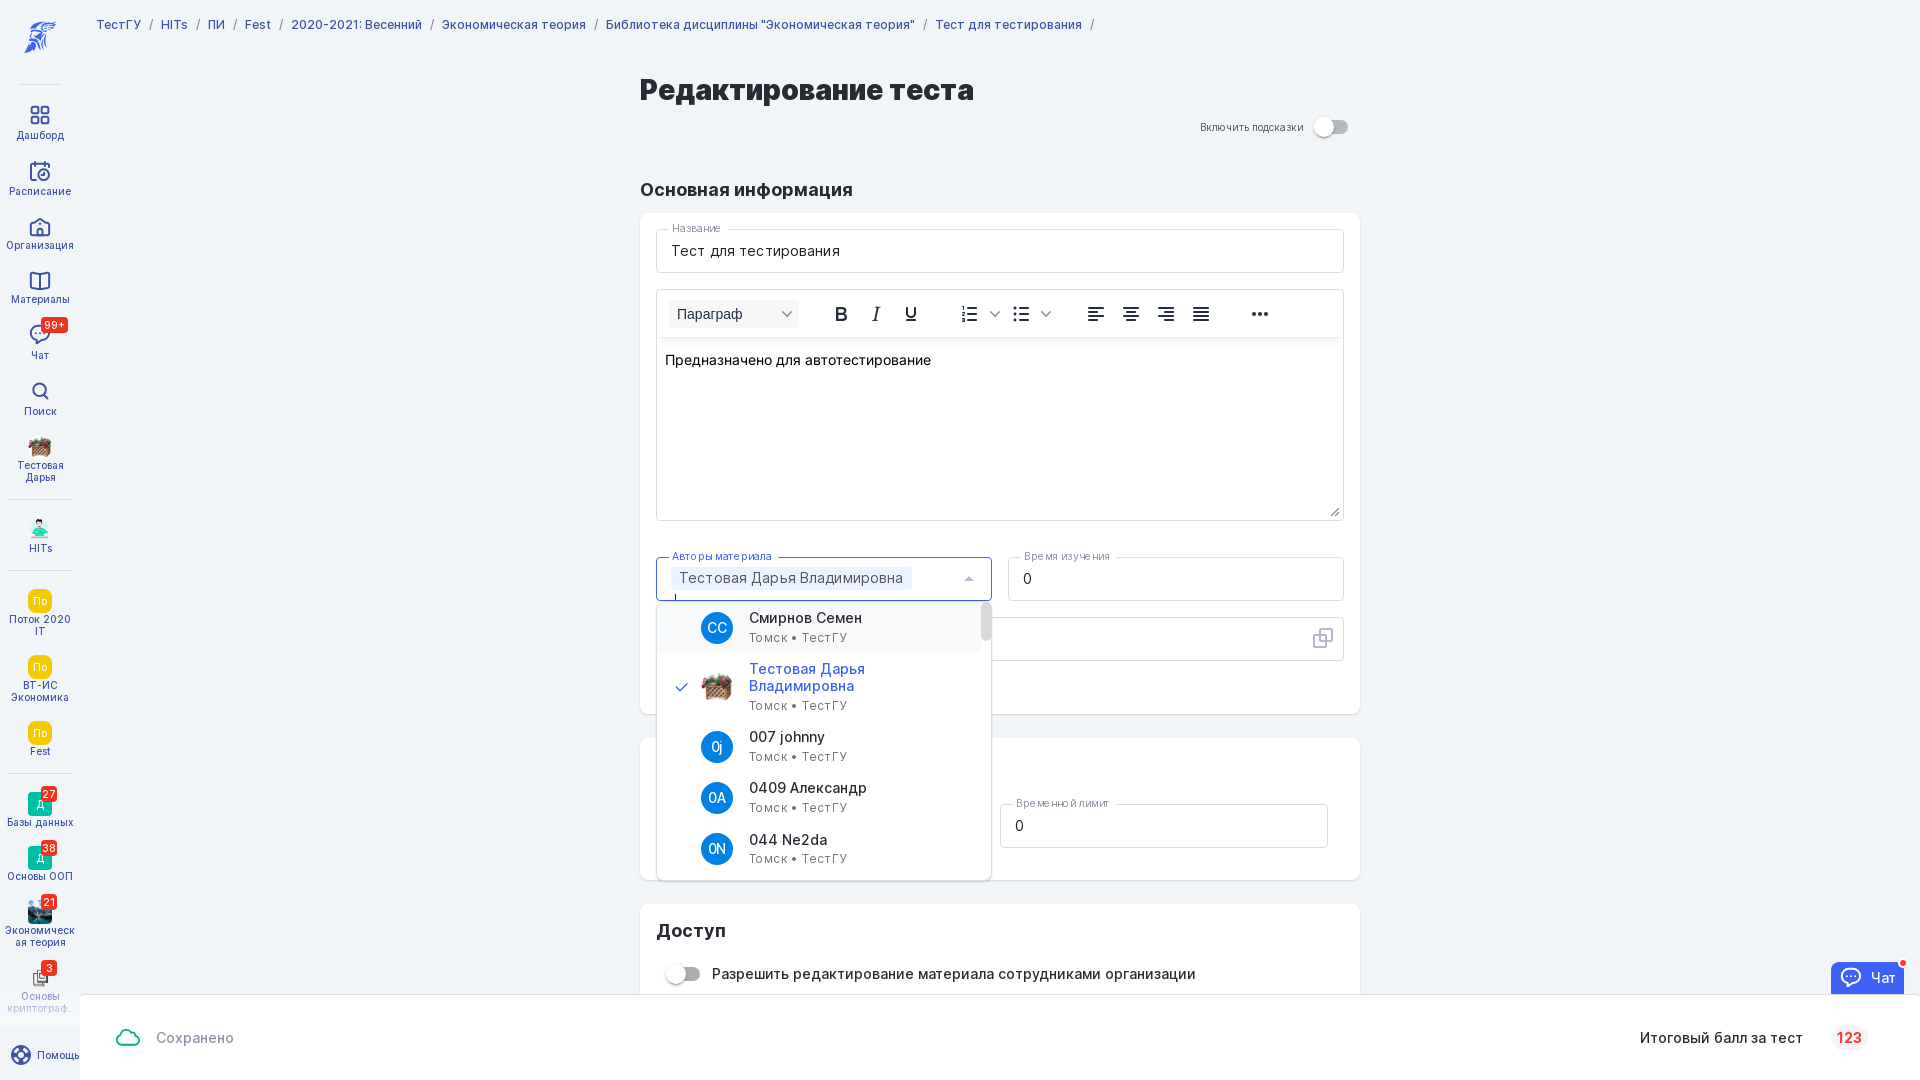 ТестГУ / HITs / ПИ / Fest / 2020-2021: Весенний / Экономическая теория / Библиотека дисциплины "Экономическая теория" / Тест для тестирования /
Дашборд
Расписание
Организация
Материалы
99+
Чат
Поиск
Тестовая
Дарья
HITs
По
Поток 2020
IT
По
ВТ-ИС
Экономика
По
Fest
27
Д
Базы данных
38
Д
Основы ООП
21
Экономическ
ая теория
3
Основы
криптограф...
Помощь
Редактирование теста
Включить подсказки
Основная информация
Название
Тест для тестирования
Параграф
Предназначено для автотестирование
Авторы материала
Тестовая Дарья Владимировна
Время изучения
0
СС
Смирнов Семен
Томск • ТестГУ
Тестовая Дарья
Владимировна
Томск • ТестГУ
0j
007 johnny
Томск • ТестГУ
0А
0409 Александр
Томск • ТестГУ
0N
044 Ne2da
Томск • ТестГУ
Временной лимит
0
Доступ
Разрешить редактирование материала сотрудниками организации
Чат
Сохранено
Итоговый балл за тест 123